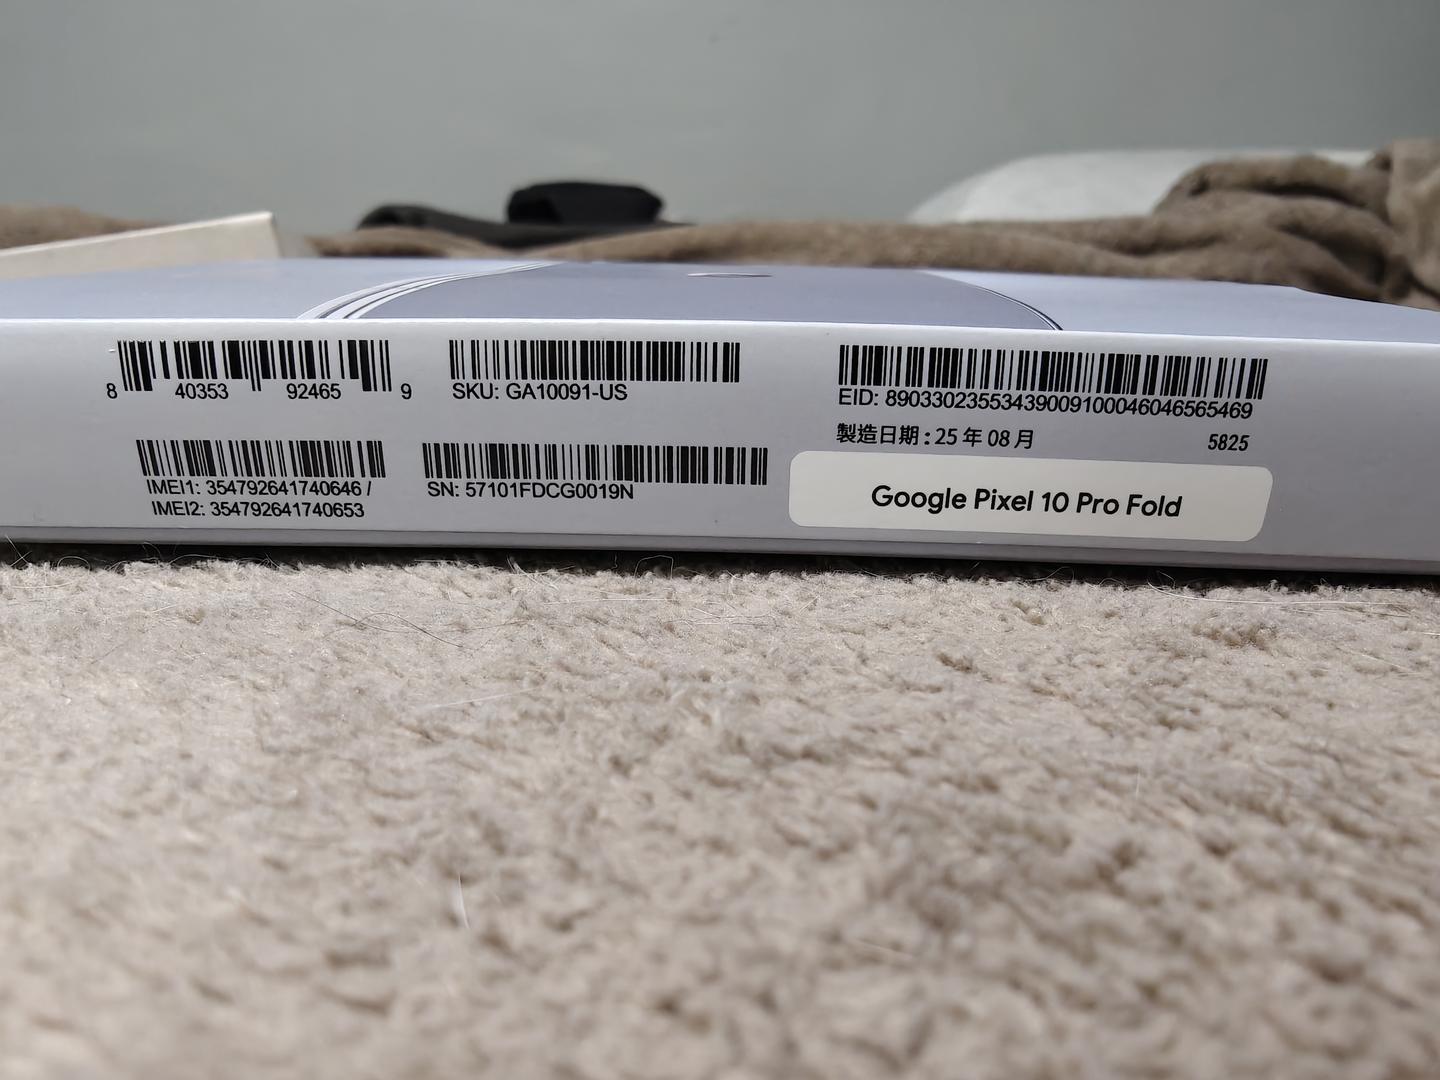 8 40353 92465 9
SKU: GA10091-US
EID: 89033023553439009100046046565469
製造日期 : 25 年 08 月
5825
IMEI1: 354792641740646 /
IMEI2: 354792641740653
SN: 57101FDCG0019N
Google Pixel 10 Pro Fold